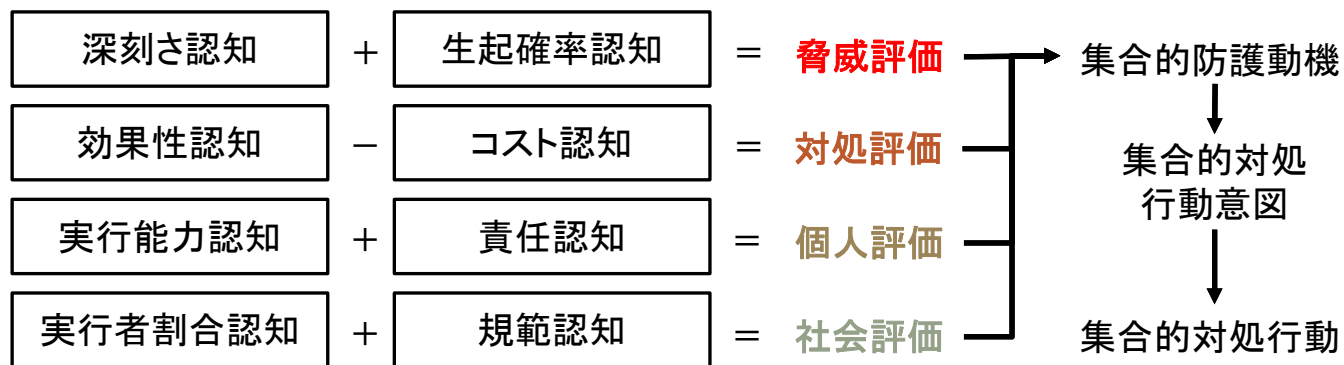 深刻さ認知 + 生起確率認知 = 脅威評価 集合的防護動機
効果性認知 − コスト認知 = 対処評価 集合的対処
行動意図
実行能力認知 + 責任認知 = 個人評価
実行者割合認知 + 規範認知 = 社会評価 集合的対処行動